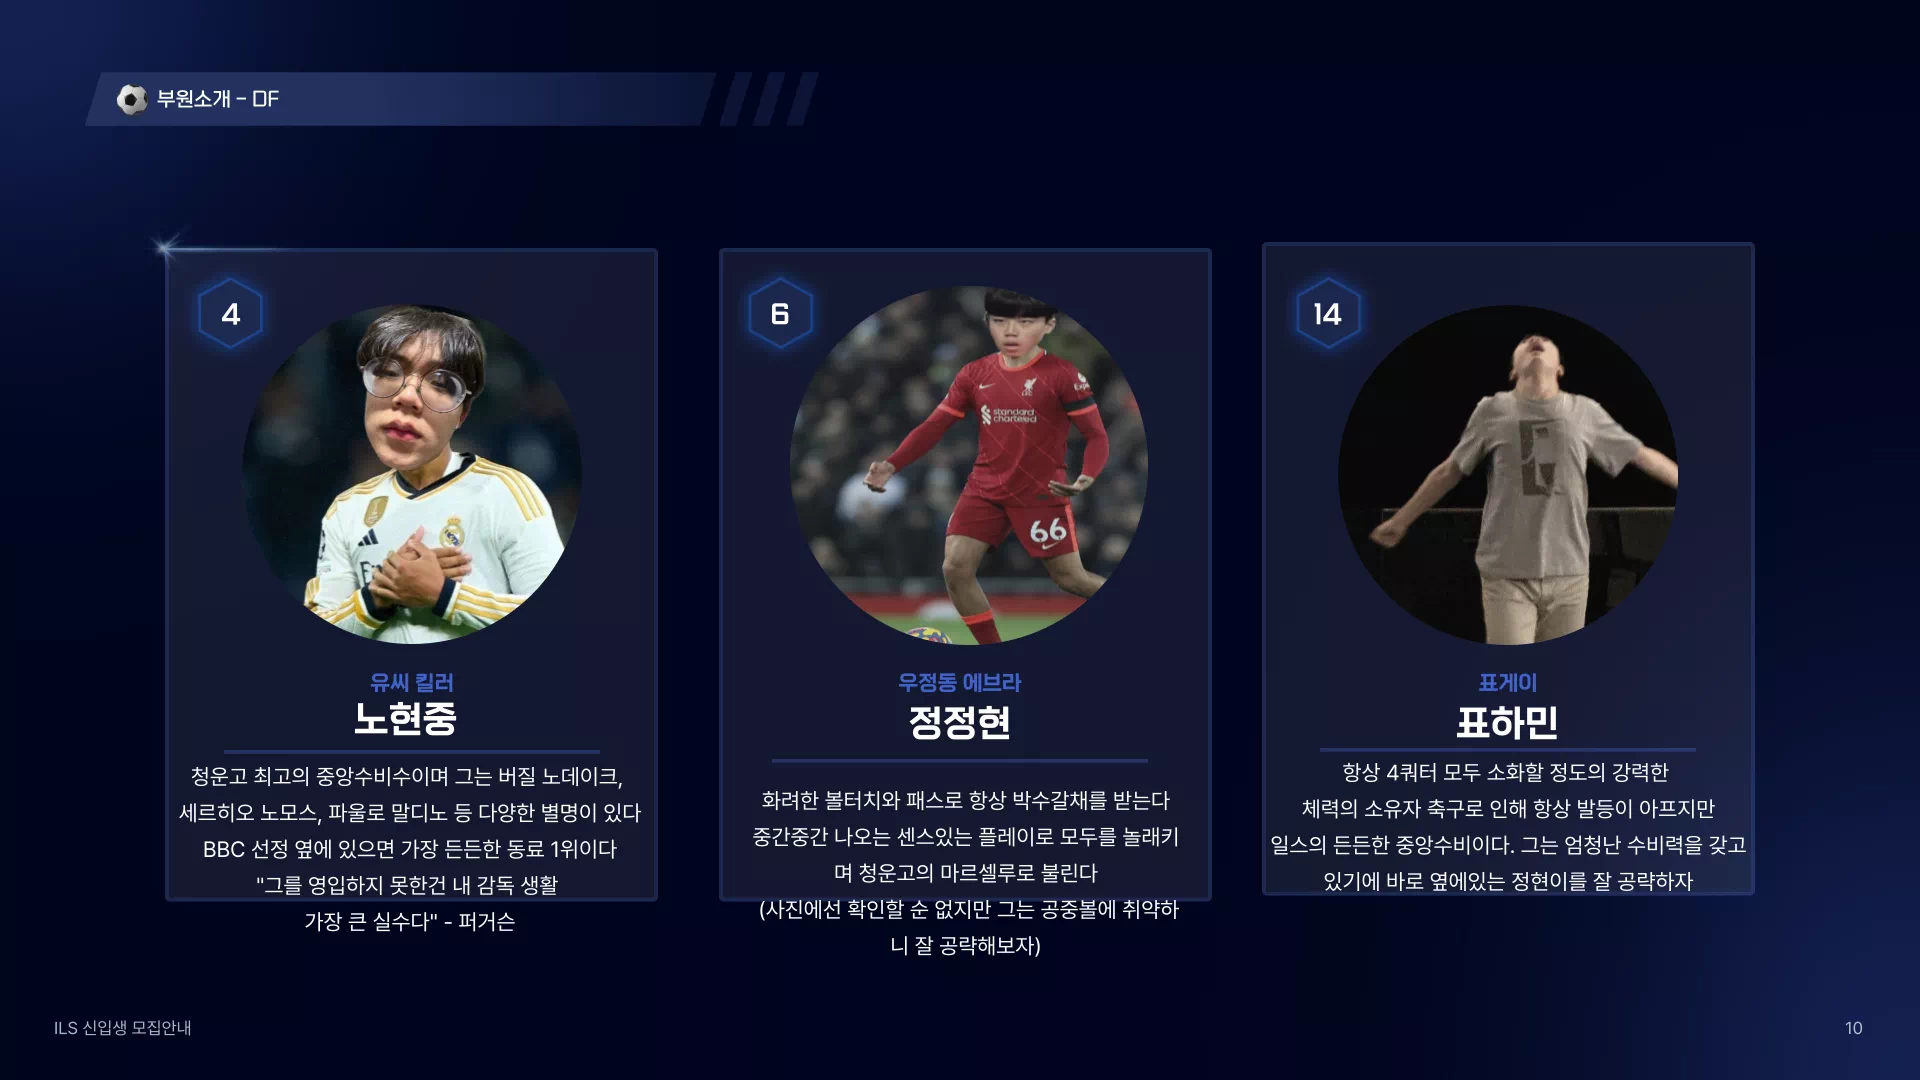 부원소개 - DF
4
유씨 킬러
노현중
청운고 최고의 중앙수비수이며 그는 버질 노데이크,
세르히오 노모스, 파울로 말디노 등 다양한 별명이 있다
BBC 선정 옆에 있으면 가장 든든한 동료 1위이다
"그를 영입하지 못한건 내 감독 생활
가장 큰 실수다" - 퍼거슨
6
standard
chartered
66
우정동 에브라
정정현
화려한 볼터치와 패스로 항상 박수갈채를 받는다
중간중간 나오는 센스있는 플레이로 모두를 놀래키
며 청운고의 마르셀루로 불린다
(사진에선 확인할 순 없지만 그는 공중볼에 취약하
니 잘 공략해보자)
14
표게이
표하민
항상 4쿼터 모두 소화할 정도의 강력한
체력의 소유자 축구로 인해 항상 발등이 아프지만
일스의 든든한 중앙수비이다. 그는 엄청난 수비력을 갖고
있기에 바로 옆에있는 정현이를 잘 공략하자
ILS 신입생 모집안내
10